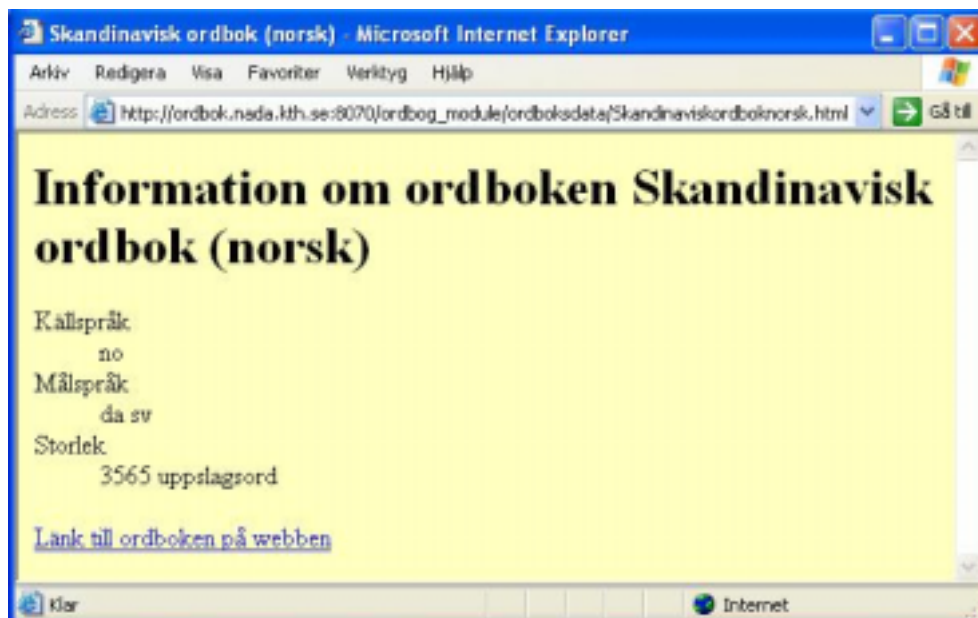 Skandinavisk ordbok (norsk) - Microsoft Internet Explorer
Arkiv Redigera Visa Favoriter Verktyg Hjälp
Adress http://ordbok.nada.kth.se:8070/ordbog_module/ordboksdata/Skandinaviskordboknorsk.html Gå till
Information om ordboken Skandinavisk
ordbok (norsk)
Källspråk
no
Målspråk
da sv
Storlek
3565 uppslagsord
Länk till ordboken på webben
Klar Internet